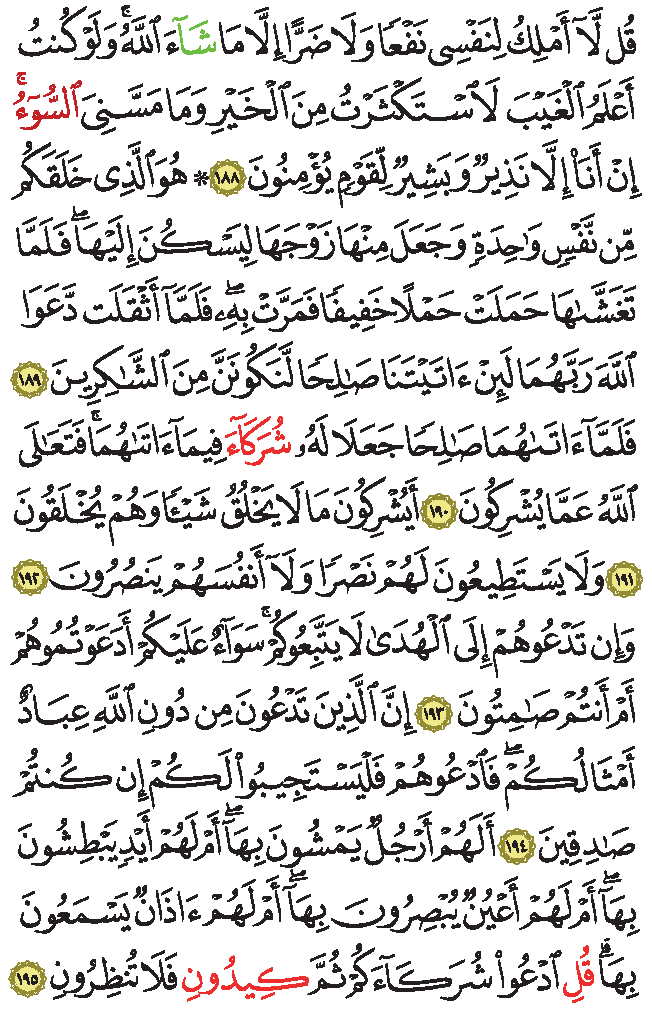 قُل لَّآ أَمْلِكُ لِنَفْسِى نَفْعًا وَلَا ضَرًّا إِلَّا مَا شَآءَ ٱللَّهُ ۚ وَلَوْ كُنتُ
أَعْلَمُ ٱلْغَيْبَ لَٱسْتَكْثَرْتُ مِنَ ٱلْخَيْرِ وَمَا مَسَّنِىَ ٱلسُّوٓءُ ۚ
إِنْ أَنَا۠ إِلَّا نَذِيرٌ وَبَشِيرٌ لِّقَوْمٍ يُؤْمِنُونَ ١٨٨ ۞ هُوَ ٱلَّذِى خَلَقَكُم
مِّن نَّفْسٍ وَٰحِدَةٍ وَجَعَلَ مِنْهَا زَوْجَهَا لِيَسْكُنَ إِلَيْهَا ۖ فَلَمَّا
تَغَشَّىٰهَا حَمَلَتْ حَمْلًا خَفِيفًا فَمَرَّتْ بِهِۦ ۖ فَلَمَّآ أَثْقَلَت دَّعَوَا
ٱللَّهَ رَبَّهُمَا لَئِنْ ءَاتَيْتَنَا صَٰلِحًا لَّنَكُونَنَّ مِنَ ٱلشَّٰكِرِينَ ١٨٩
فَلَمَّآ ءَاتَىٰهُمَا صَٰلِحًا جَعَلَا لَهُۥ شُرَكَآءَ فِيمَآ ءَاتَىٰهُمَا ۚ فَتَعَٰلَى
ٱللَّهُ عَمَّا يُشْرِكُونَ ١٩٠ أَيُشْرِكُونَ مَا لَا يَخْلُقُ شَيْـًٔا وَهُمْ يُخْلَقُونَ
١٩١ وَلَا يَسْتَطِيعُونَ لَهُمْ نَصْرًا وَلَآ أَنفُسَهُمْ يَنصُرُونَ ١٩٢
وَإِن تَدْعُوهُمْ إِلَى ٱلْهُدَىٰ لَا يَتَّبِعُوكُمْ ۚ سَوَآءٌ عَلَيْكُمْ أَدَعَوْتُمُوهُمْ
أَمْ أَنتُمْ صَٰمِتُونَ ١٩٣ إِنَّ ٱلَّذِينَ تَدْعُونَ مِن دُونِ ٱللَّهِ عِبَادٌ
أَمْثَالُكُمْ ۖ فَٱدْعُوهُمْ فَلْيَسْتَجِيبُوا۟ لَكُمْ إِن كُنتُمْ
صَٰدِقِينَ ١٩٤ أَلَهُمْ أَرْجُلٌ يَمْشُونَ بِهَآ ۖ أَمْ لَهُمْ أَيْدٍ يَبْطِشُونَ
بِهَآ ۖ أَمْ لَهُمْ أَعْيُنٌ يُبْصِرُونَ بِهَآ ۖ أَمْ لَهُمْ ءَاذَانٌ يَسْمَعُونَ
بِهَا ۗ قُلِ ٱدْعُوا۟ شُرَكَآءَكُمْ ثُمَّ كِيدُونِ فَلَا تُنظِرُونِ ١٩٥